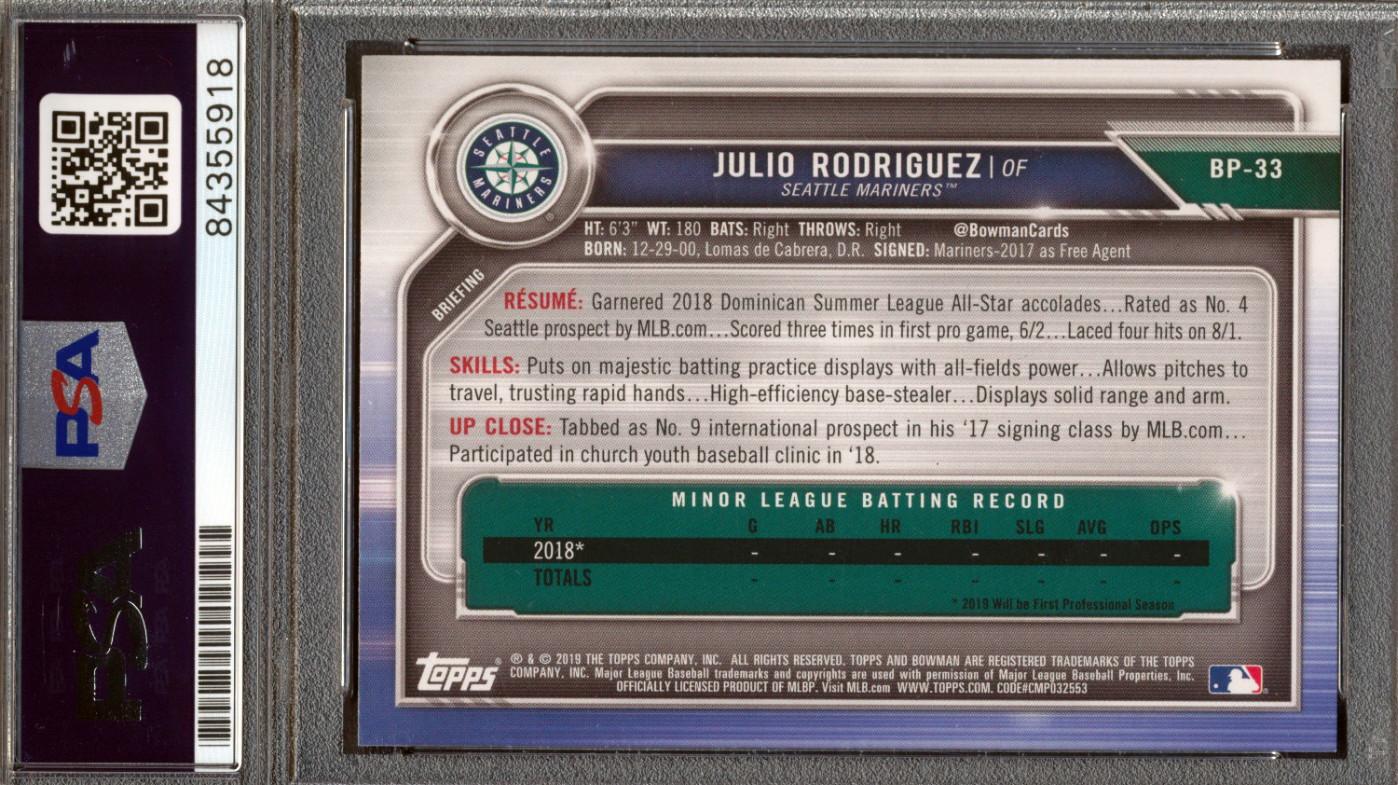 84355918
PSA
PSA
SEATTLE MARINERS
®
JULIO RODRIGUEZ | OF
SEATTLE MARINERS™
BP-33
HT: 6'3" WT: 180 BATS: Right THROWS: Right @BowmanCards
BORN: 12-29-00, Lomas de Cabrera, D.R. SIGNED: Mariners-2017 as Free Agent
BRIEFING
RÉSUMÉ: Garnered 2018 Dominican Summer League All-Star accolades...Rated as No. 4
Seattle prospect by MLB.com...Scored three times in first pro game, 6/2...Laced four hits on 8/1.
SKILLS: Puts on majestic batting practice displays with all-fields power...Allows pitches to
travel, trusting rapid hands...High-efficiency base-stealer...Displays solid range and arm.
UP CLOSE: Tabbed as No. 9 international prospect in his '17 signing class by MLB.com...
Participated in church youth baseball clinic in '18.
MINOR LEAGUE BATTING RECORD
YR G AB HR RBI SLG AVG OPS
2018* - - - - - - -
TOTALS - - - - - - -
* 2019 Will be First Professional Season
topps®
® & © 2019 THE TOPPS COMPANY, INC. ALL RIGHTS RESERVED. TOPPS AND BOWMAN ARE REGISTERED TRADEMARKS OF THE TOPPS
COMPANY, INC. Major League Baseball trademarks and copyrights are used with permission of Major League Baseball Properties, Inc.
OFFICIALLY LICENSED PRODUCT OF MLBP. Visit MLB.com WWW.TOPPS.COM. CODE#CMP032553